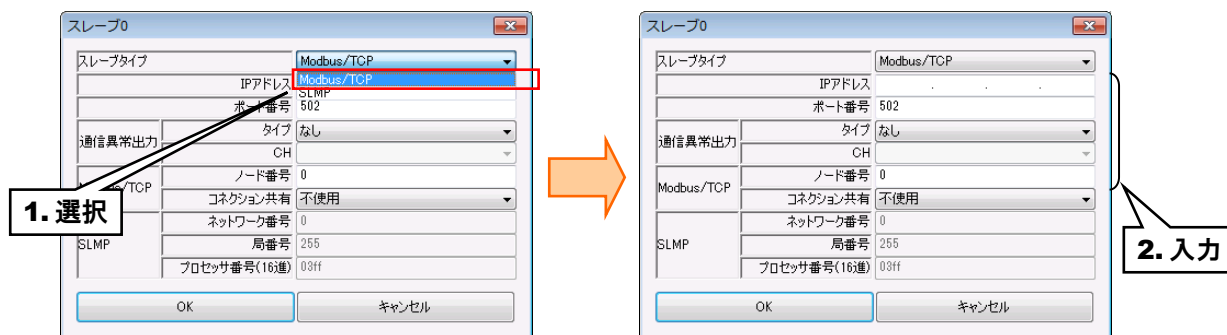 スレーブ0
スレーブタイプ Modbus/TCP
Modbus/TCP
IPアドレス
SLMP
ポート番号 502
通信異常出力 タイプ なし
CH
Modbus/TCP ノード番号 0
コネクション共有 不使用
SLMP ネットワーク番号 0
局番号 255
プロセッサ番号(16進) 03ff
OK キャンセル
1. 選択
スレーブ0
スレーブタイプ Modbus/TCP
IPアドレス . . .
ポート番号 502
通信異常出力 タイプ なし
CH
Modbus/TCP ノード番号 0
コネクション共有 不使用
SLMP ネットワーク番号 0
局番号 255
プロセッサ番号(16進) 03ff
OK キャンセル
2. 入力